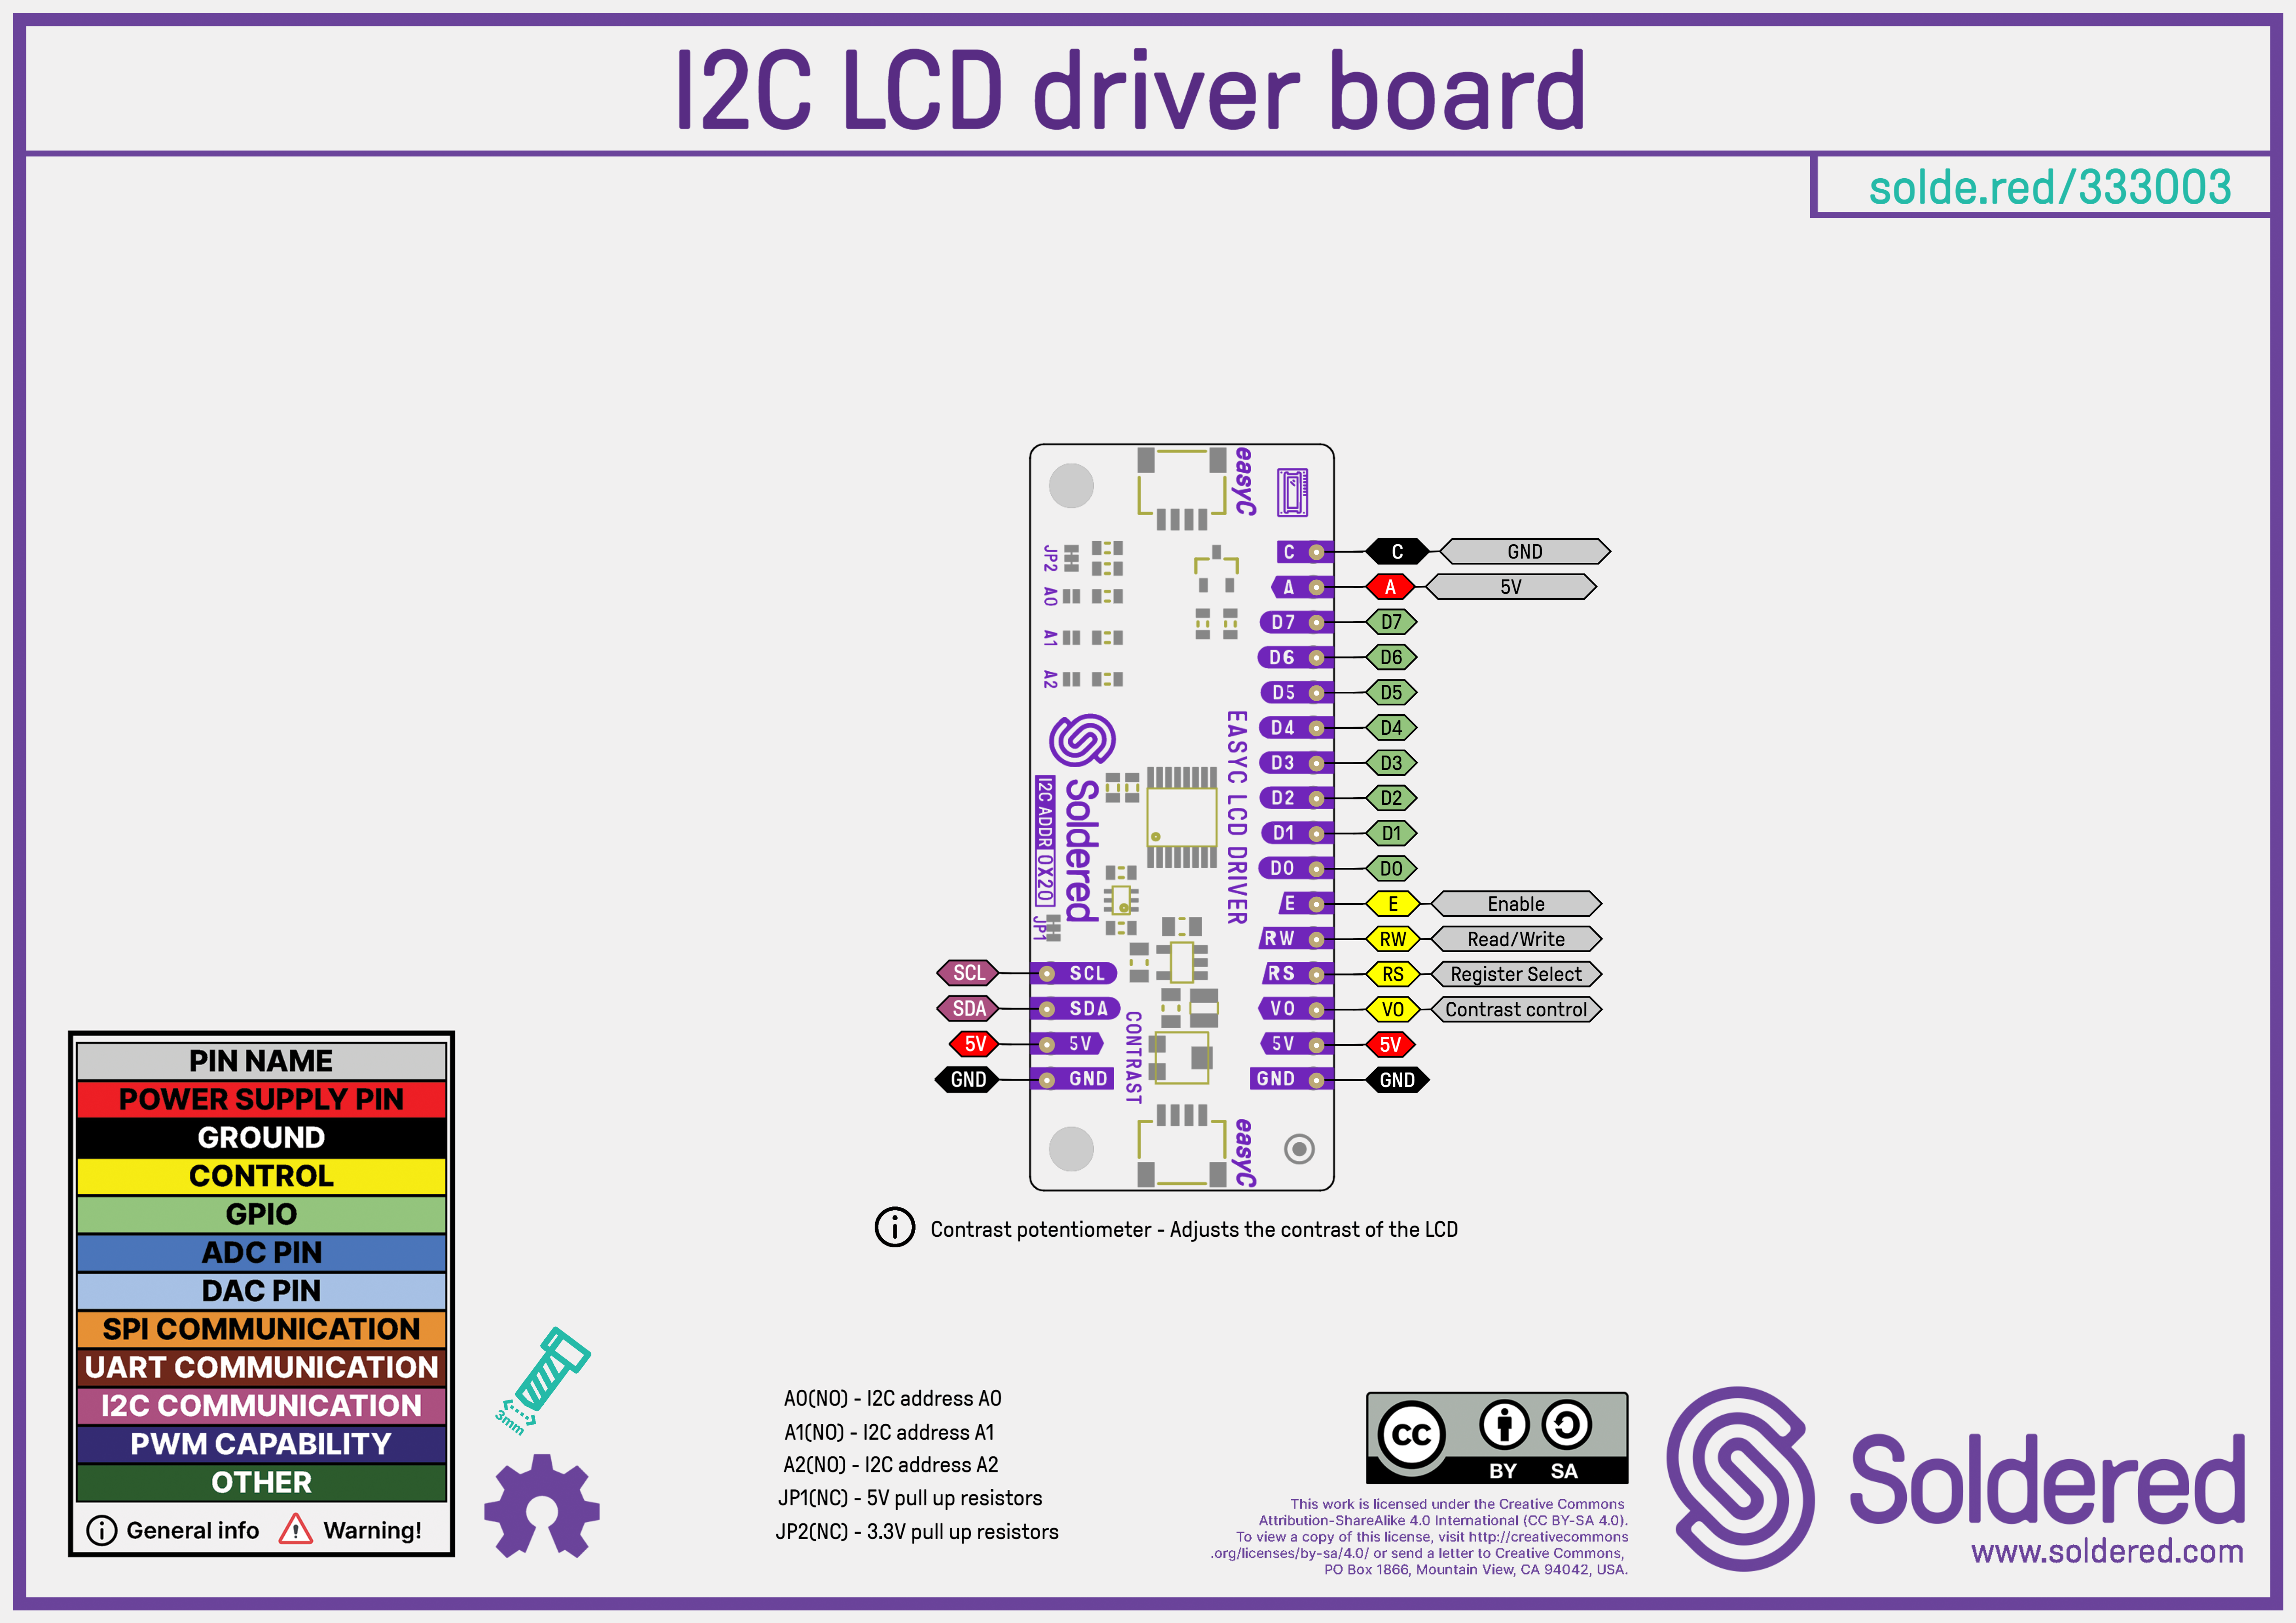 I2C LCD driver board
solde.red/333003
easyC
JP2
A0
A1
A2
Soldered
I2C ADDR 0X20
JP1
EASYC LCD DRIVER
CONTRAST
easyC
C C GND
A A 5V
D7 D7
D6 D6
D5 D5
D4 D4
D3 D3
D2 D2
D1 D1
D0 D0
E E Enable
RW RW Read/Write
SCL SCL RS RS Register Select
SDA SDA VO VO Contrast control
5V 5V 5V 5V
GND GND GND GND
Contrast potentiometer - Adjusts the contrast of the LCD
PIN NAME
POWER SUPPLY PIN
GROUND
CONTROL
GPIO
ADC PIN
DAC PIN
SPI COMMUNICATION
UART COMMUNICATION
I2C COMMUNICATION
PWM CAPABILITY
OTHER
General info Warning!
3mm
A0(NO) - I2C address A0
A1(NO) - I2C address A1
A2(NO) - I2C address A2
JP1(NC) - 5V pull up resistors
JP2(NC) - 3.3V pull up resistors
CC
BY SA
This work is licensed under the Creative Commons
Attribution-ShareAlike 4.0 International (CC BY-SA 4.0).
To view a copy of this license, visit http://creativecommons
.org/licenses/by-sa/4.0/ or send a letter to Creative Commons,
PO Box 1866, Mountain View, CA 94042, USA.
Soldered
www.soldered.com